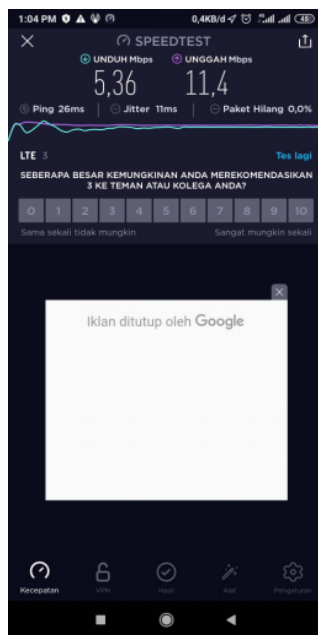 1:04 PM 0,4KB/d 48
SPEEDTEST
UNDUH Mbps UNGGAH Mbps
5,36 11,4
Ping 26ms Jitter 11ms Paket Hilang 0,0%
LTE 3 Tes lagi
SEBERAPA BESAR KEMUNGKINAN ANDA MEREKOMENDASIKAN
3 KE TEMAN ATAU KOLEGA ANDA?
0 1 2 3 4 5 6 7 8 9 10
Sama sekali tidak mungkin Sangat mungkin sekali
Iklan ditutup oleh Google
Kecepatan VPN Hasil Alat Pengaturan